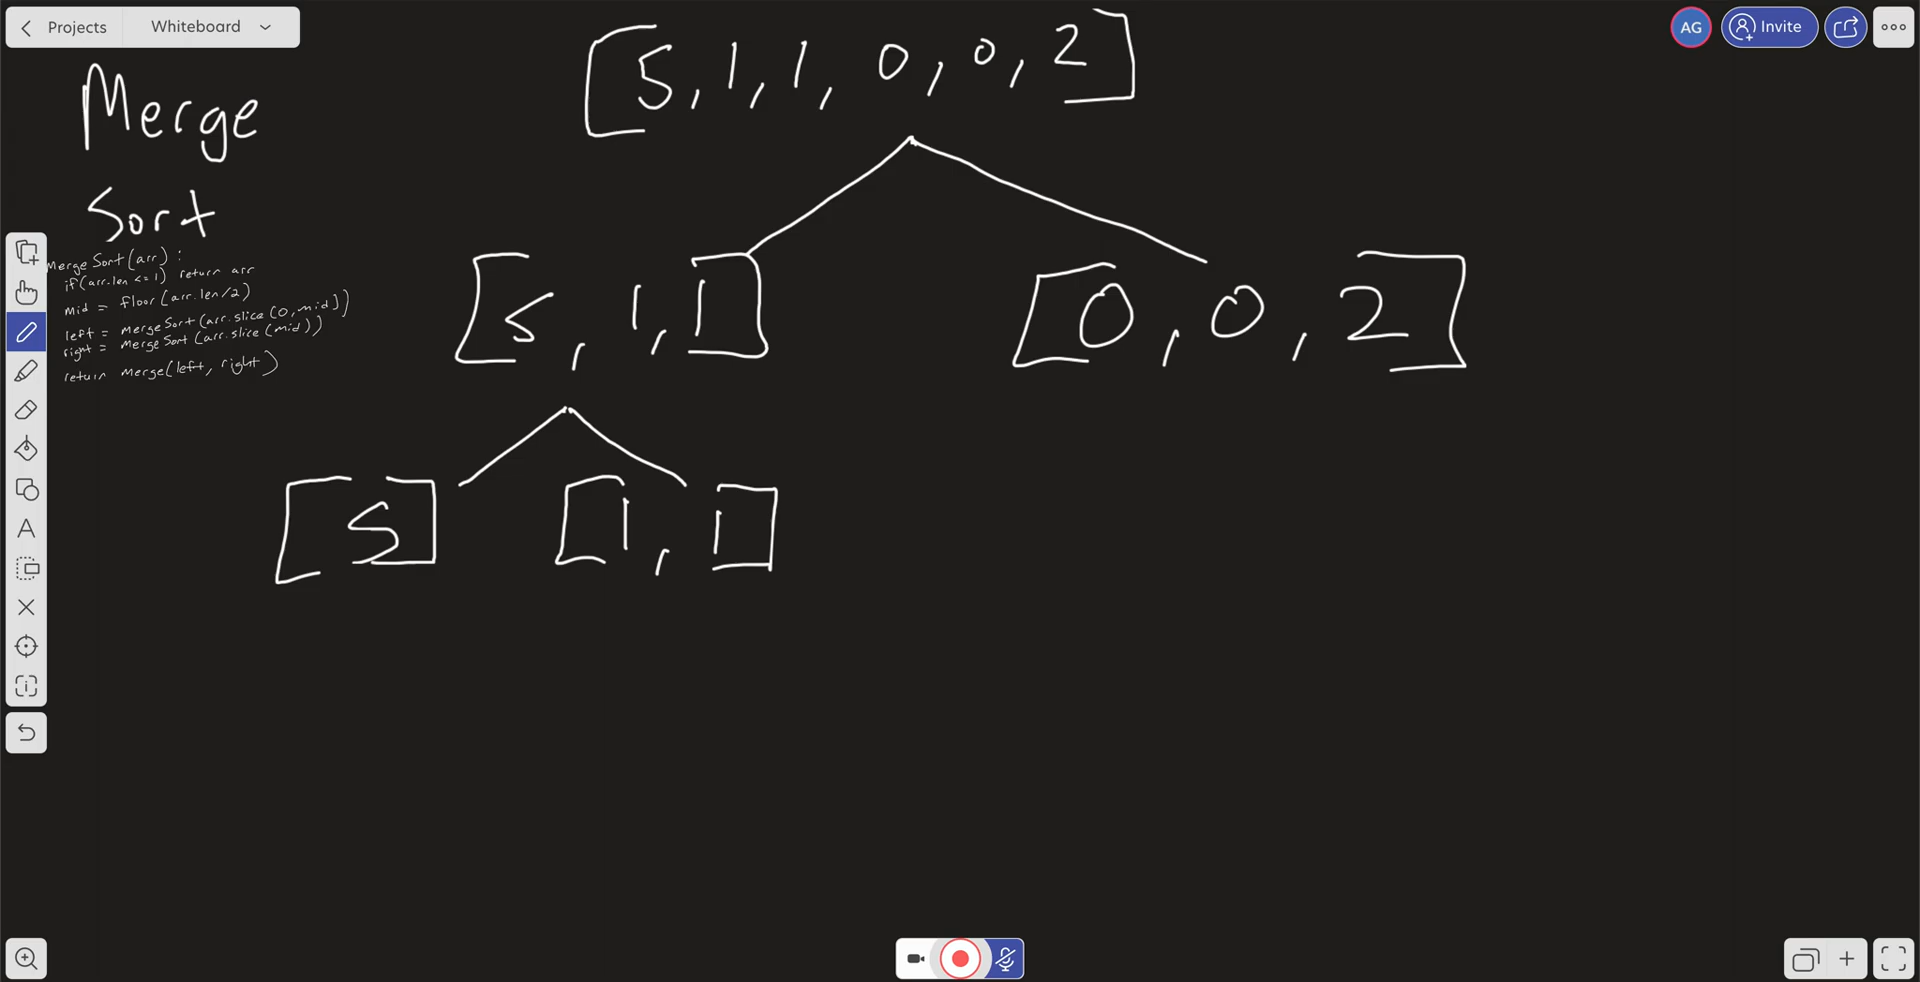 Projects
Whiteboard
AG
Invite
Merge
Sort
[5, 1, 1, 0, 0, 2]
MergeSort(arr):
if(arr.len <= 1) return arr
mid = floor(arr.len/2)
left = mergeSort(arr.slice(0, mid])
right = mergeSort(arr.slice(mid))
return merge(left, right)
[5, 1, 1]
[0, 0, 2]
[5]
[1, 1]
A